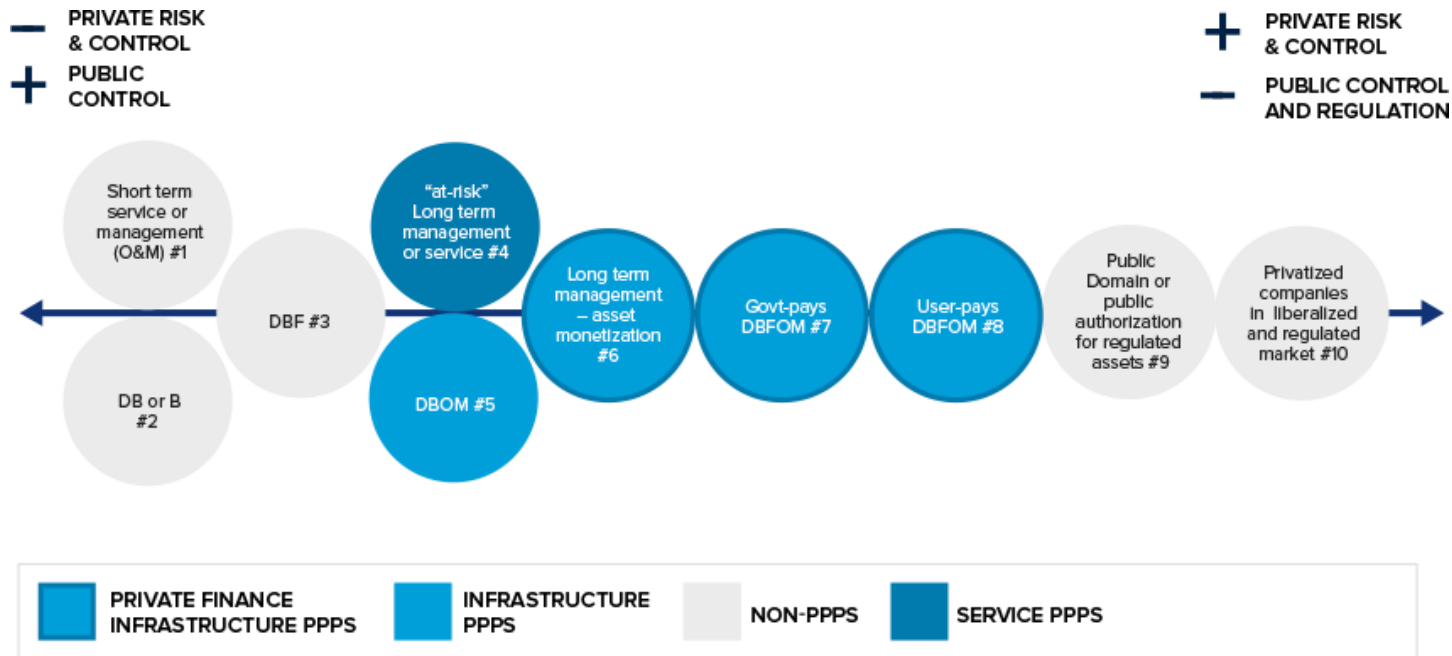 PRIVATE RISK
& CONTROL
PUBLIC
CONTROL
PRIVATE RISK
& CONTROL
PUBLIC CONTROL
AND REGULATION
Short term
service or
management
(O&M) #1
DB or B
#2
DBF #3
“at-risk”
Long term
management
or service #4
DBOM #5
Long term
management
– asset
monetization
#6
Govt-pays
DBFOM #7
User-pays
DBFOM #8
Public
Domain or
public
authorization
for regulated
assets #9
Privatized
companies
in liberalized
and regulated
market #10
PRIVATE FINANCE
INFRASTRUCTURE PPPS
INFRASTRUCTURE
PPPS
NON-PPPS
SERVICE PPPS